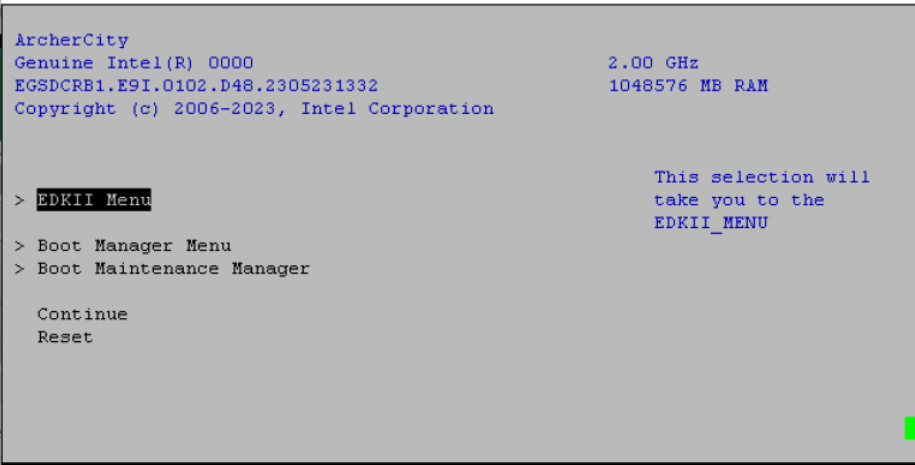 ArcherCity
Genuine Intel(R) 0000 2.00 GHz
EGSDCRB1.E9I.0102.D48.2305231332 1048576 MB RAM
Copyright (c) 2006-2023, Intel Corporation
This selection will
> EDKII Menu take you to the
EDKII_MENU
> Boot Manager Menu
> Boot Maintenance Manager
Continue
Reset